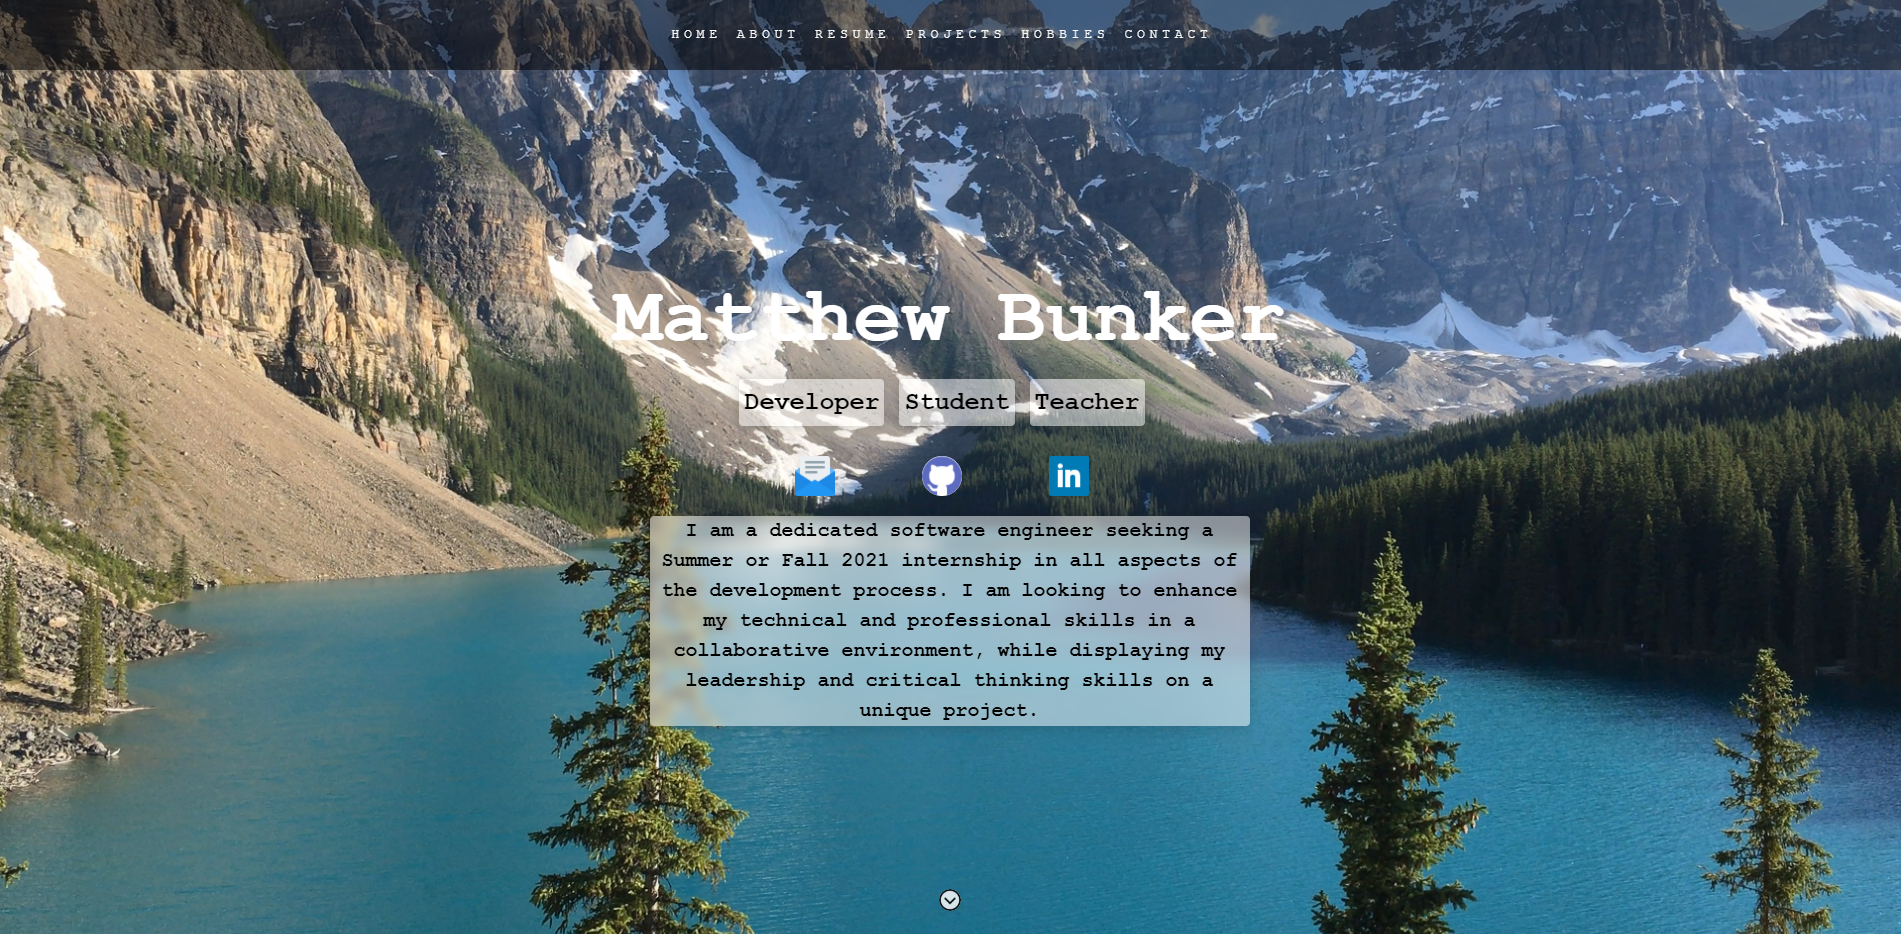 HOME ABOUT RESUME PROJECTS HOBBIES CONTACT
Matthew Bunker
Developer Student Teacher
in
I am a dedicated software engineer seeking a
Summer or Fall 2021 internship in all aspects of
the development process. I am looking to enhance
my technical and professional skills in a
collaborative environment, while displaying my
leadership and critical thinking skills on a
unique project.